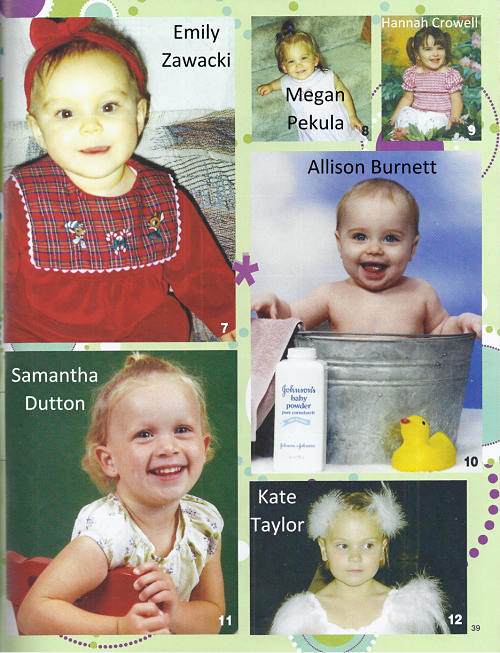 Emily
Zawacki
7
Megan
Pekula
8
Hannah Crowell
9
Allison Burnett
Johnson's
baby
powder
pure cornstarch
Johnson & Johnson
10
Samantha
Dutton
11
Kate
Taylor
12
39